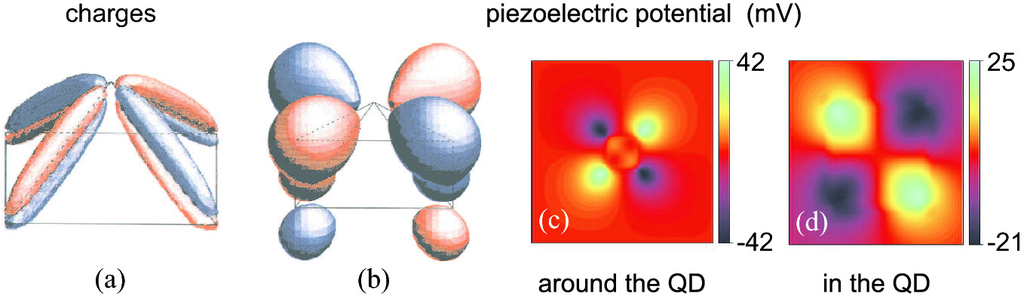 charges
piezoelectric potential (mV)
42
-42
25
-21
(a)
(b)
(c)
(d)
around the QD
in the QD